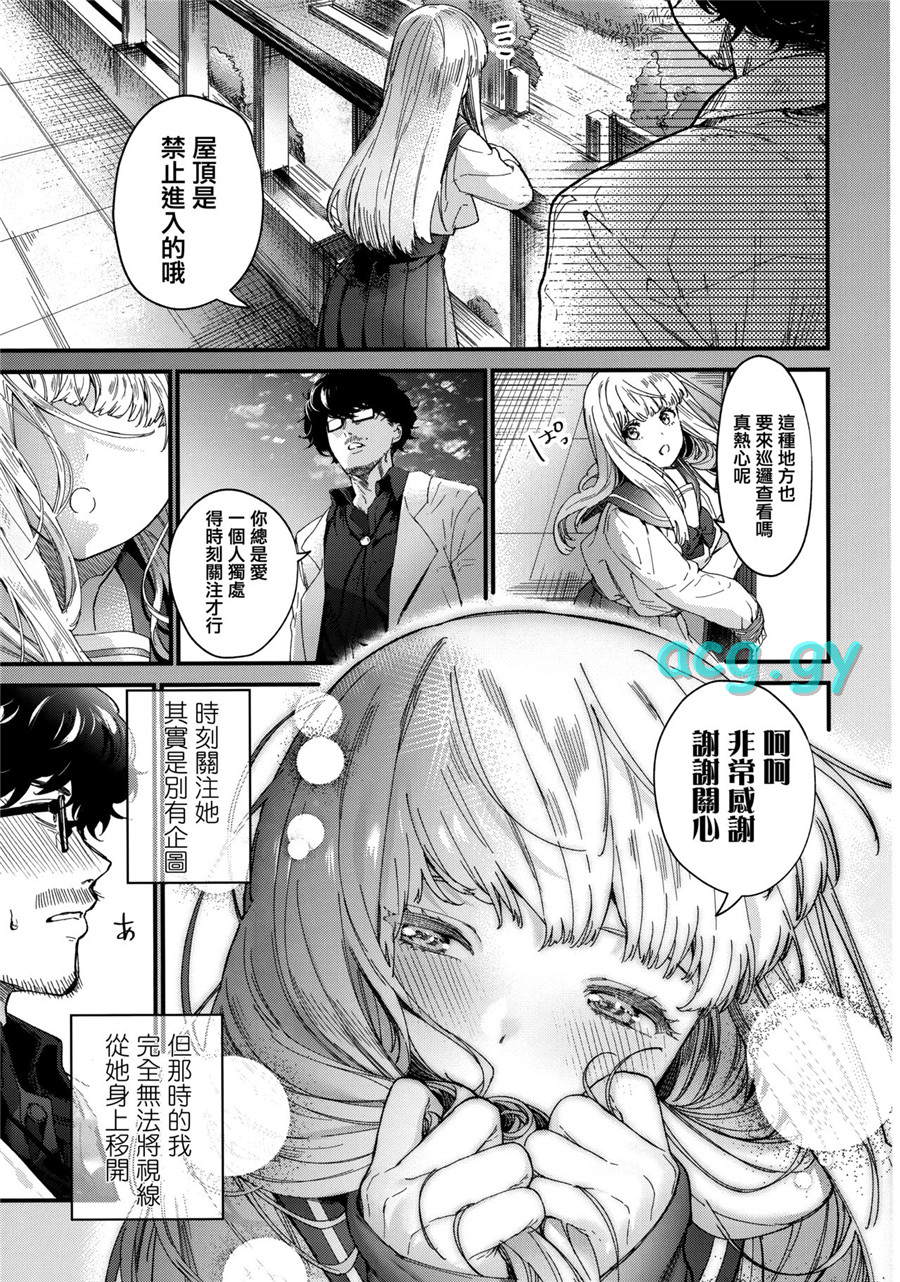 屋頂是
禁止進入的哦
這種地方也
要來巡邏查看嗎
真熱心呢
你總是愛
一個人獨處
得時刻關注才行
呵呵
非常感謝
謝謝關心
acg.gy
時刻關注她
其實是別有企圖
あ
但那時的我
完全無法將視線
從她身上移開